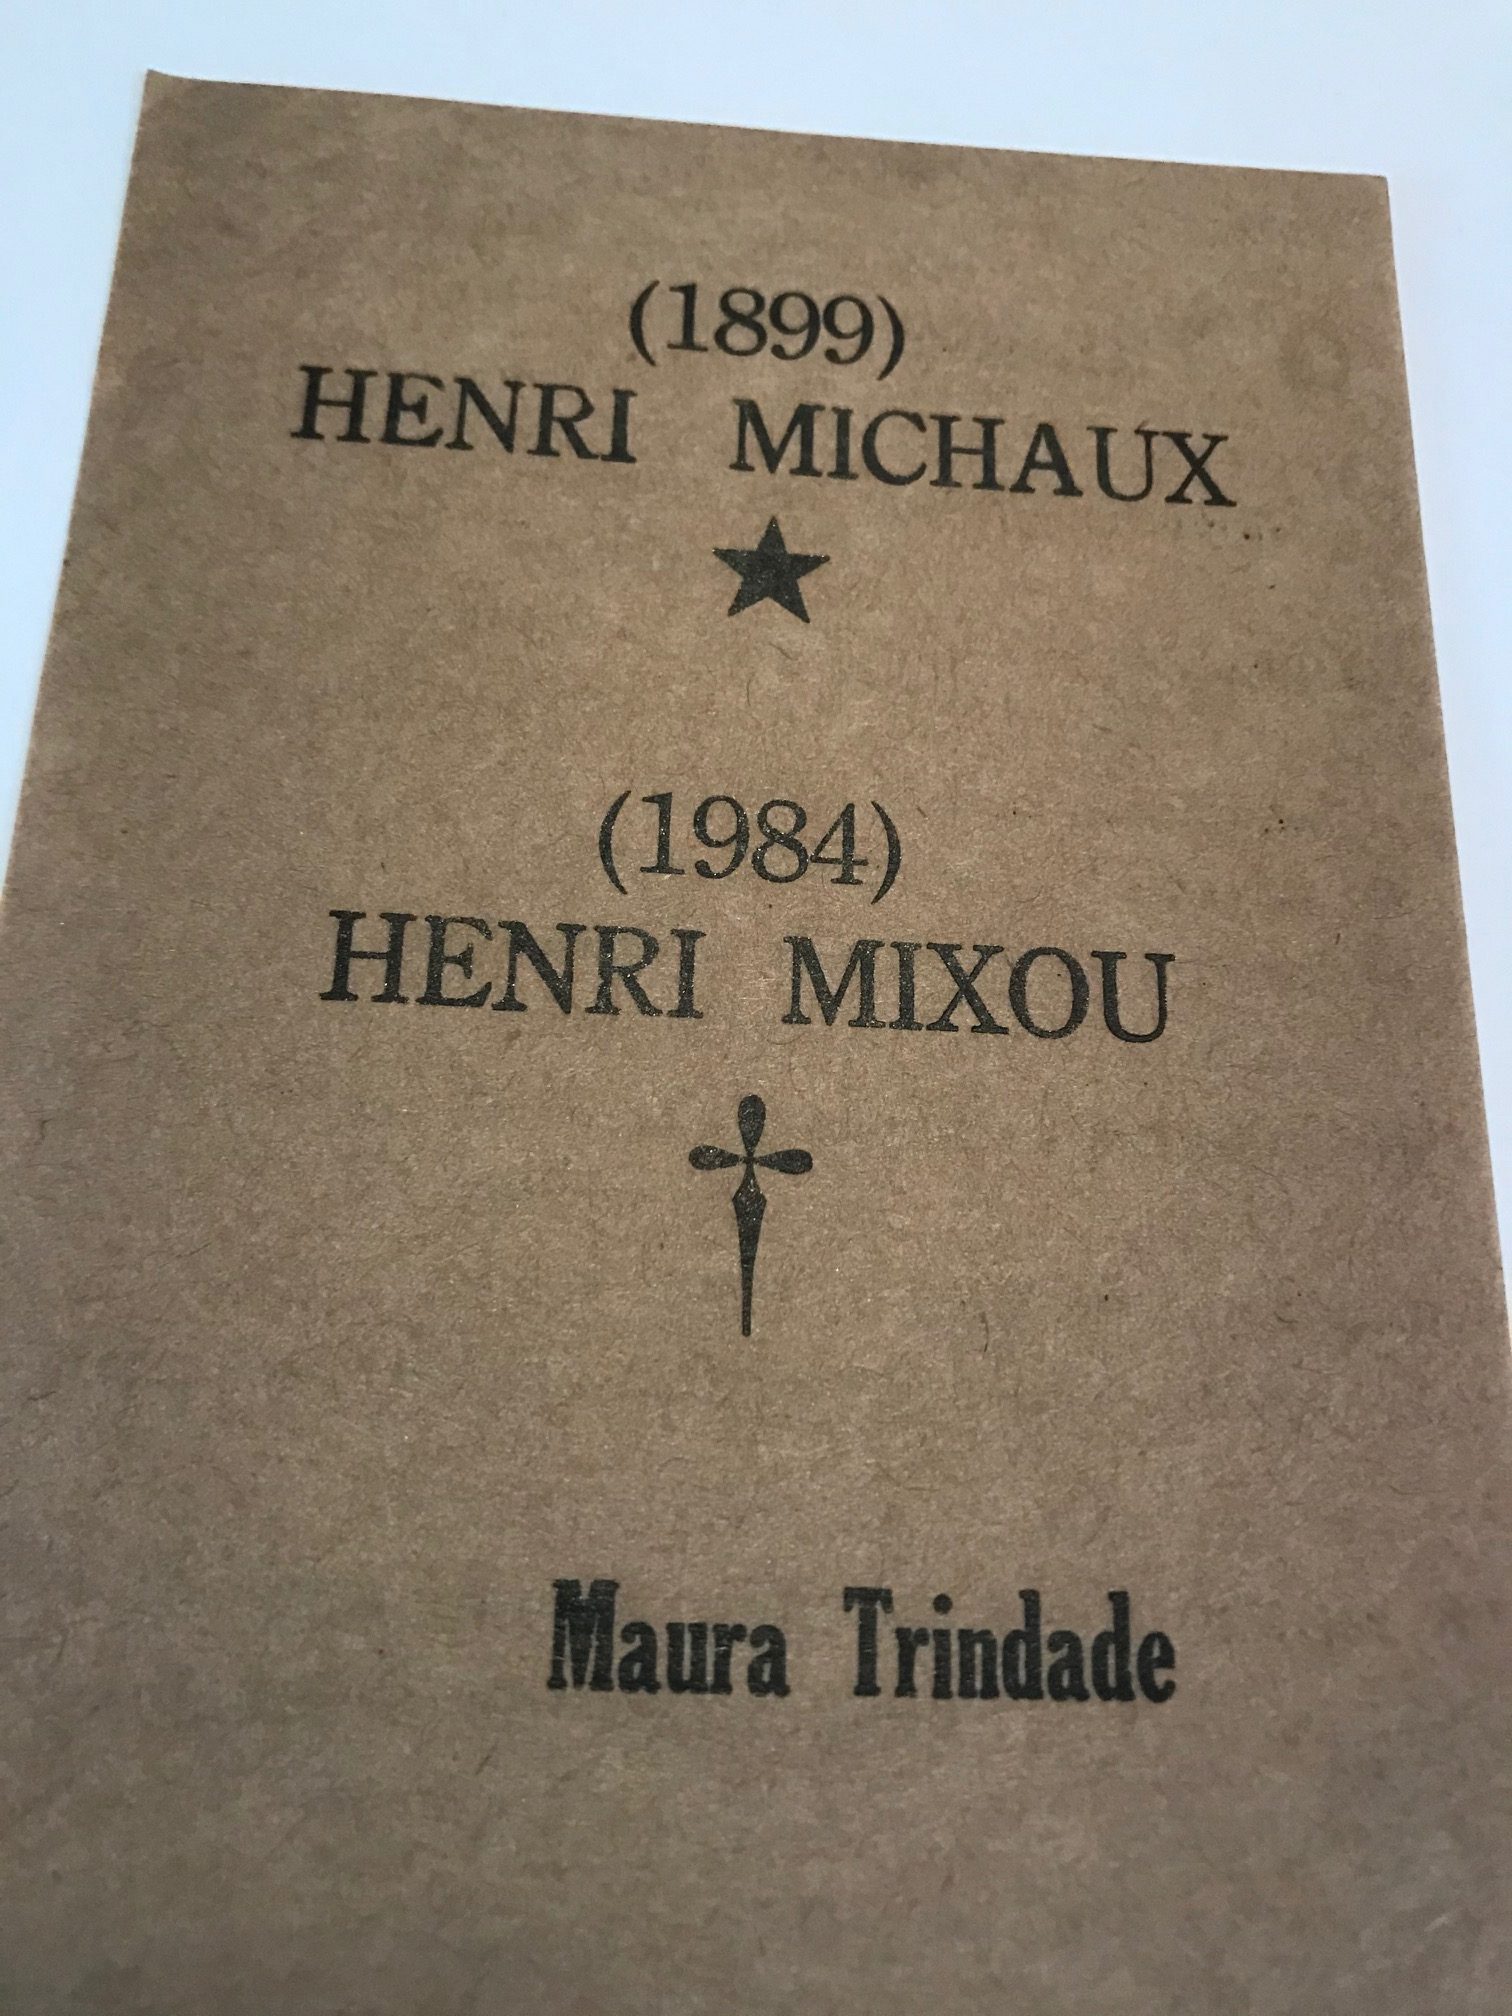 (1899)
HENRI MICHAUX
★
(1984)
HENRI MIXOU
†
Maura Trindade